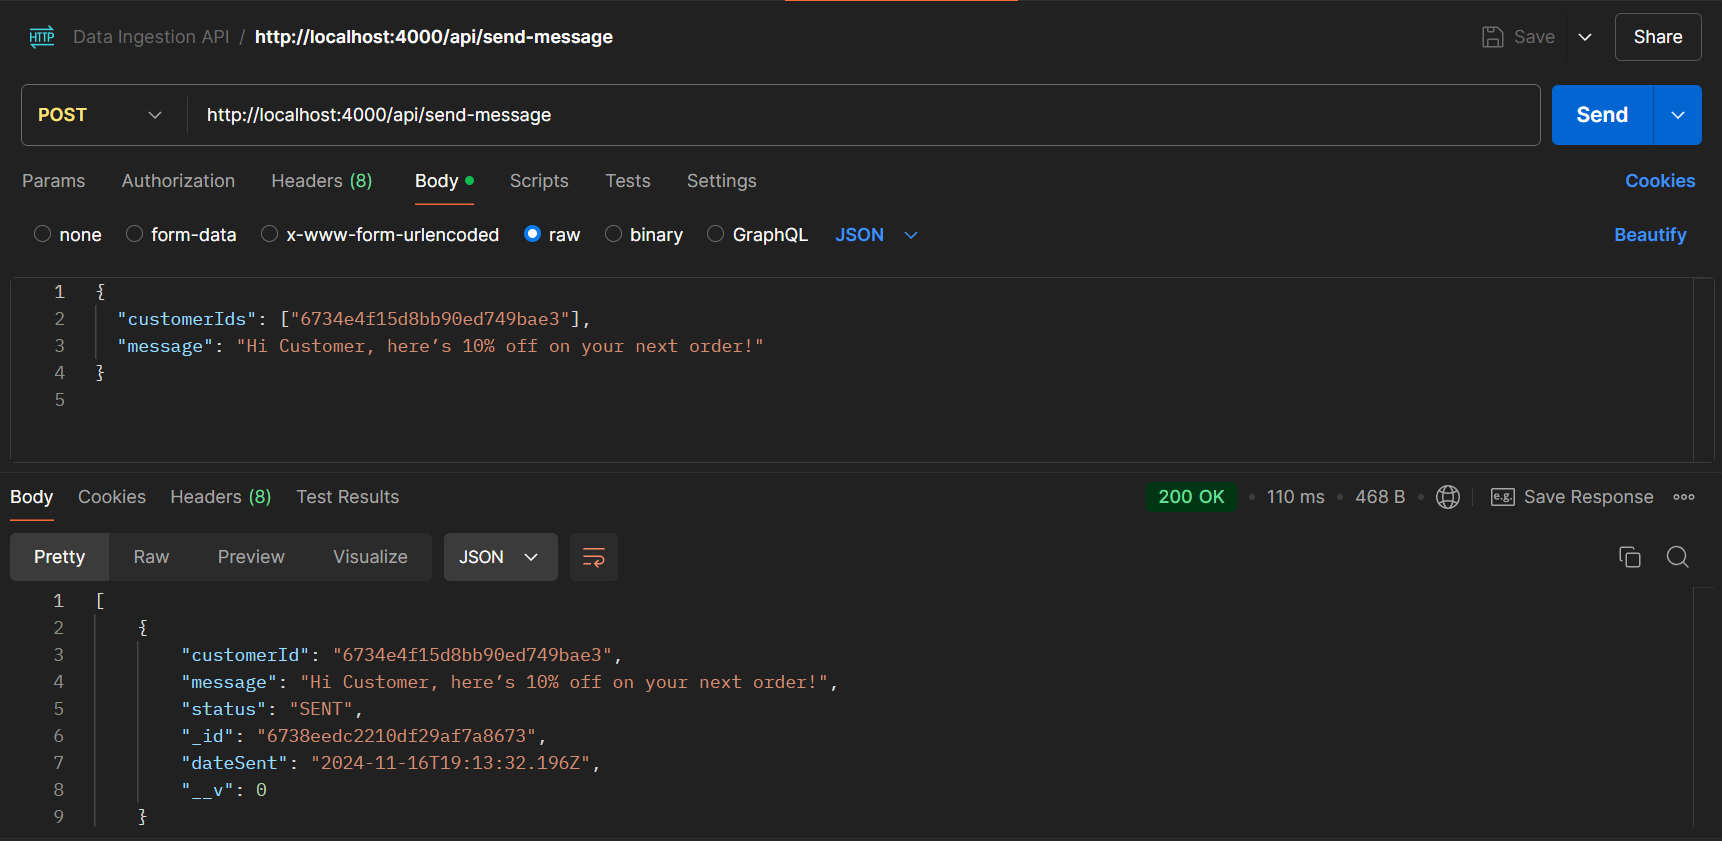 HTTP Data Ingestion API / http://localhost:4000/api/send-message Save Share
POST http://localhost:4000/api/send-message Send
Params Authorization Headers (8) Body Scripts Tests Settings Cookies
none form-data x-www-form-urlencoded raw binary GraphQL JSON Beautify
1 {
2 "customerIds": ["6734e4f15d8bb90ed749bae3"],
3 "message": "Hi Customer, here’s 10% off on your next order!"
4 }
5
Body Cookies Headers (8) Test Results 200 OK 110 ms 468 B e.g. Save Response
Pretty Raw Preview Visualize JSON
1 [
2 {
3 "customerId": "6734e4f15d8bb90ed749bae3",
4 "message": "Hi Customer, here’s 10% off on your next order!",
5 "status": "SENT",
6 "_id": "6738eedc2210df29af7a8673",
7 "dateSent": "2024-11-16T19:13:32.196Z",
8 "__v": 0
9 }